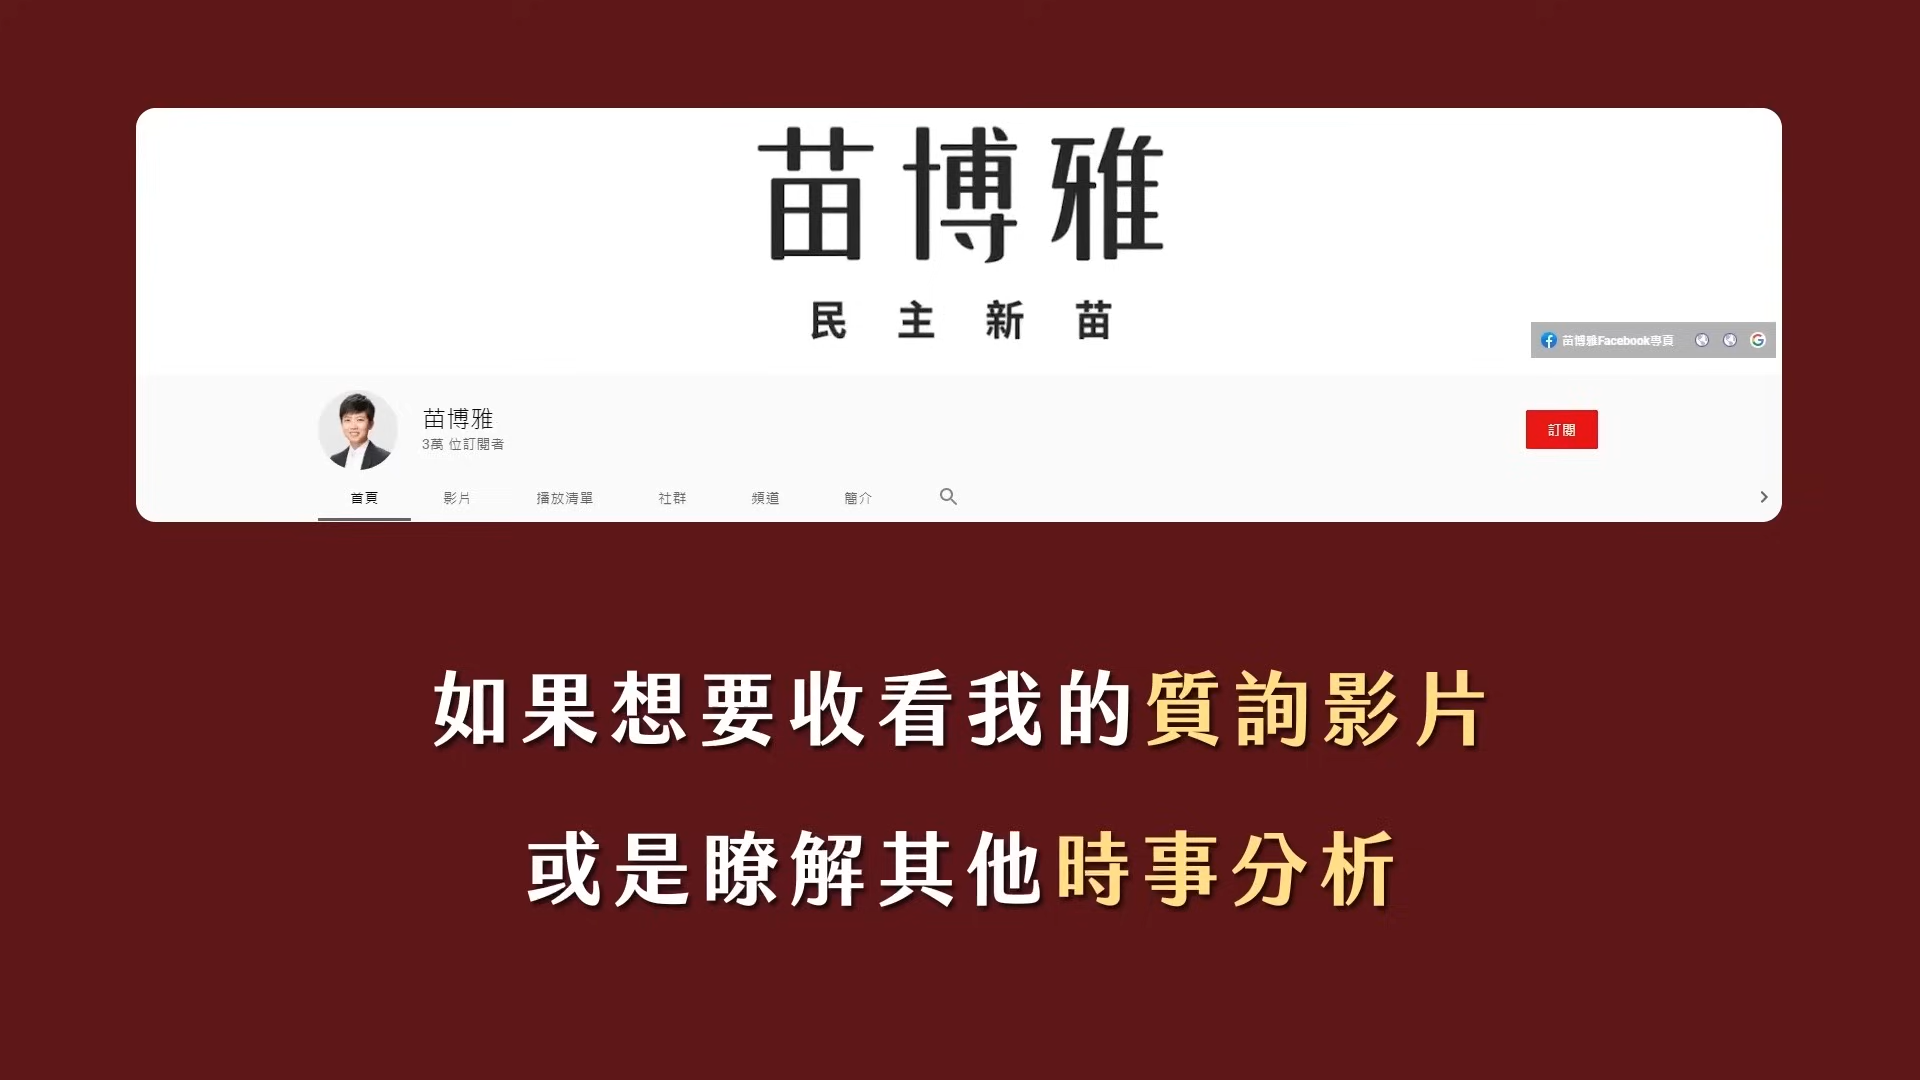 苗博雅
民主新苗
苗博雅Facebook專頁
苗博雅
3萬 位訂閱者
訂閱
首頁 影片 播放清單 社群 頻道 簡介
如果想要收看我的質詢影片
或是瞭解其他時事分析